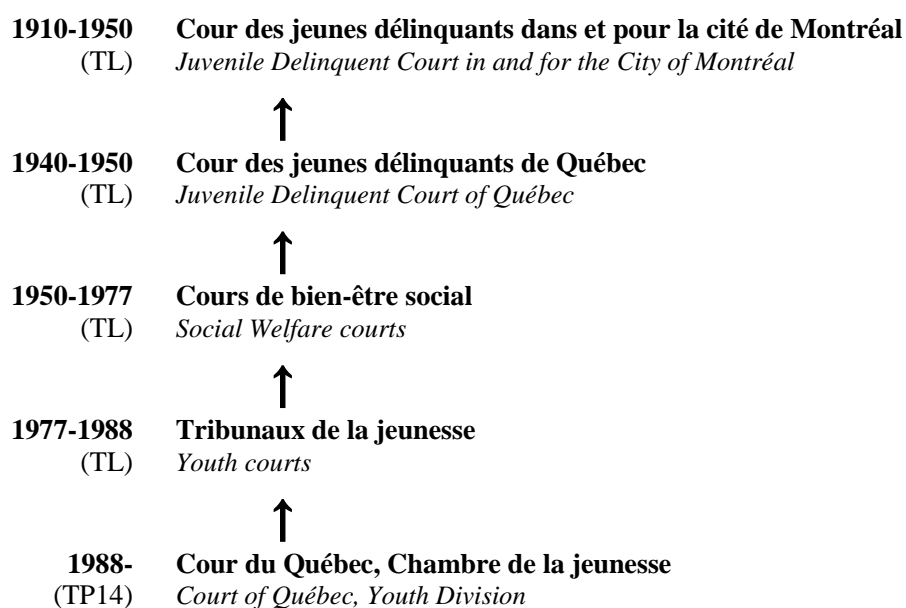 1910-1950 Cour des jeunes délinquants dans et pour la cité de Montréal
(TL) Juvenile Delinquent Court in and for the City of Montréal
1940-1950 Cour des jeunes délinquants de Québec
(TL) Juvenile Delinquent Court of Québec
1950-1977 Cours de bien-être social
(TL) Social Welfare courts
1977-1988 Tribunaux de la jeunesse
(TL) Youth courts
1988- Cour du Québec, Chambre de la jeunesse
(TP14) Court of Québec, Youth Division